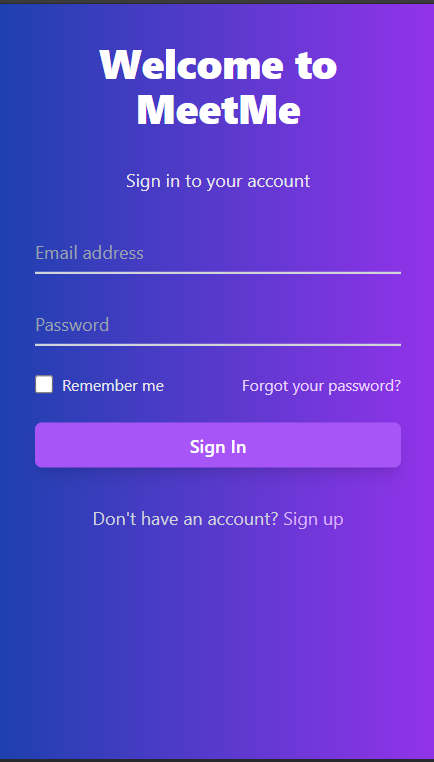 Welcome to
MeetMe
Sign in to your account
Email address
Password
Remember me
Forgot your password?
Sign In
Don't have an account? Sign up